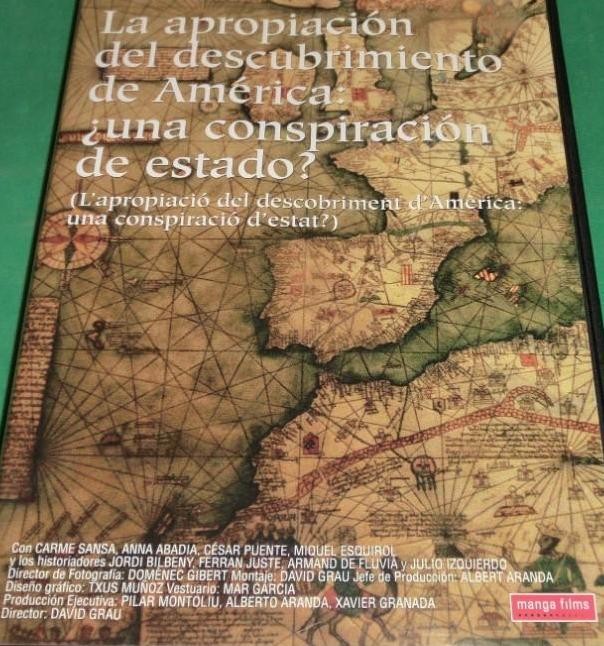 La apropiación
del descubrimiento
de América:
¿una conspiración
de estado?
(L'apropiació del descobriment d'America:
una conspiració d'estat?)
Con CARME SANSA, ANNA ABADIA, CÉSAR PUENTE, MIQUEL ESQUIROL
y los historiadores JORDI BILBENY, FERRAN JUSTE, ARMAND DE FLUVIÀ y JULIO IZQUIERDO
Director de Fotografía: DOMÈNEC GIBERT Montaje: DAVID GRAU Jefe de Producción: ALBERT ARANDA
Diseño gráfico: TXUS MUÑOZ Vestuario: MAR GARCIA
Producción Ejecutiva: PILAR MONTOLIU, ALBERTO ARANDA, XAVIER GRANADA
Director: DAVID GRAU
manga films